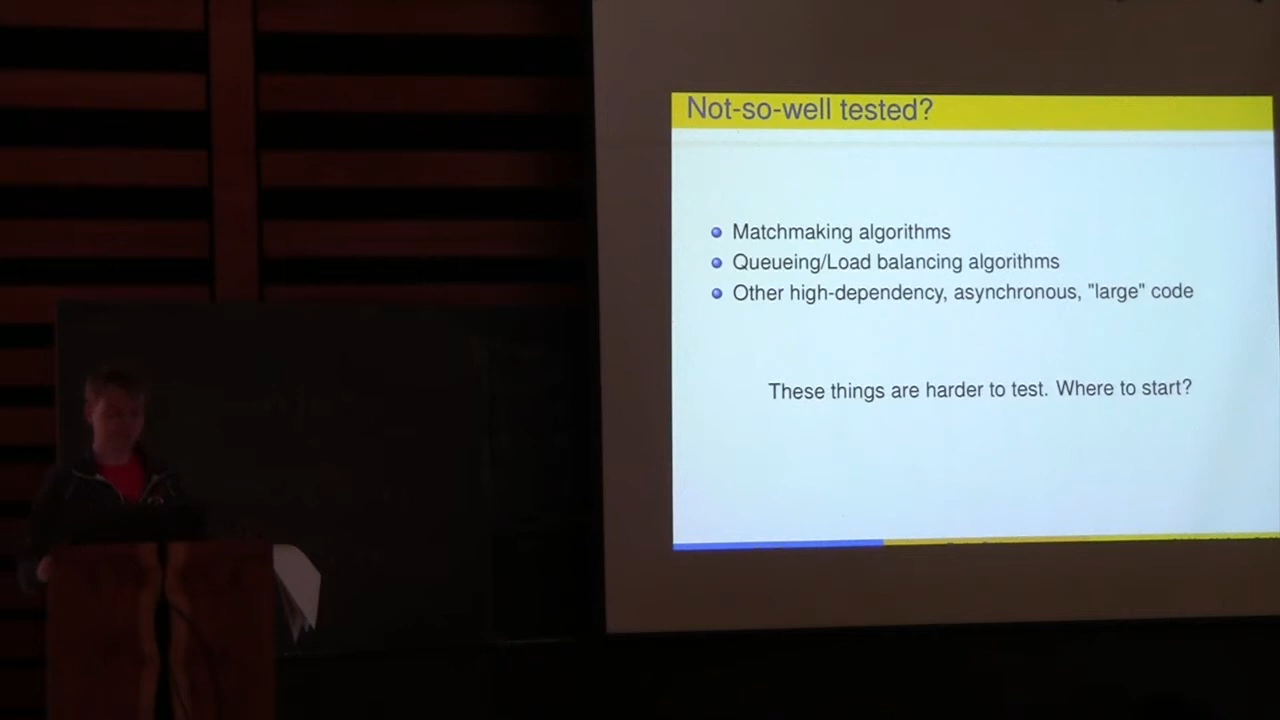 Not-so-well tested?
Matchmaking algorithms
Queueing/Load balancing algorithms
Other high-dependency, asynchronous, "large" code
These things are harder to test. Where to start?